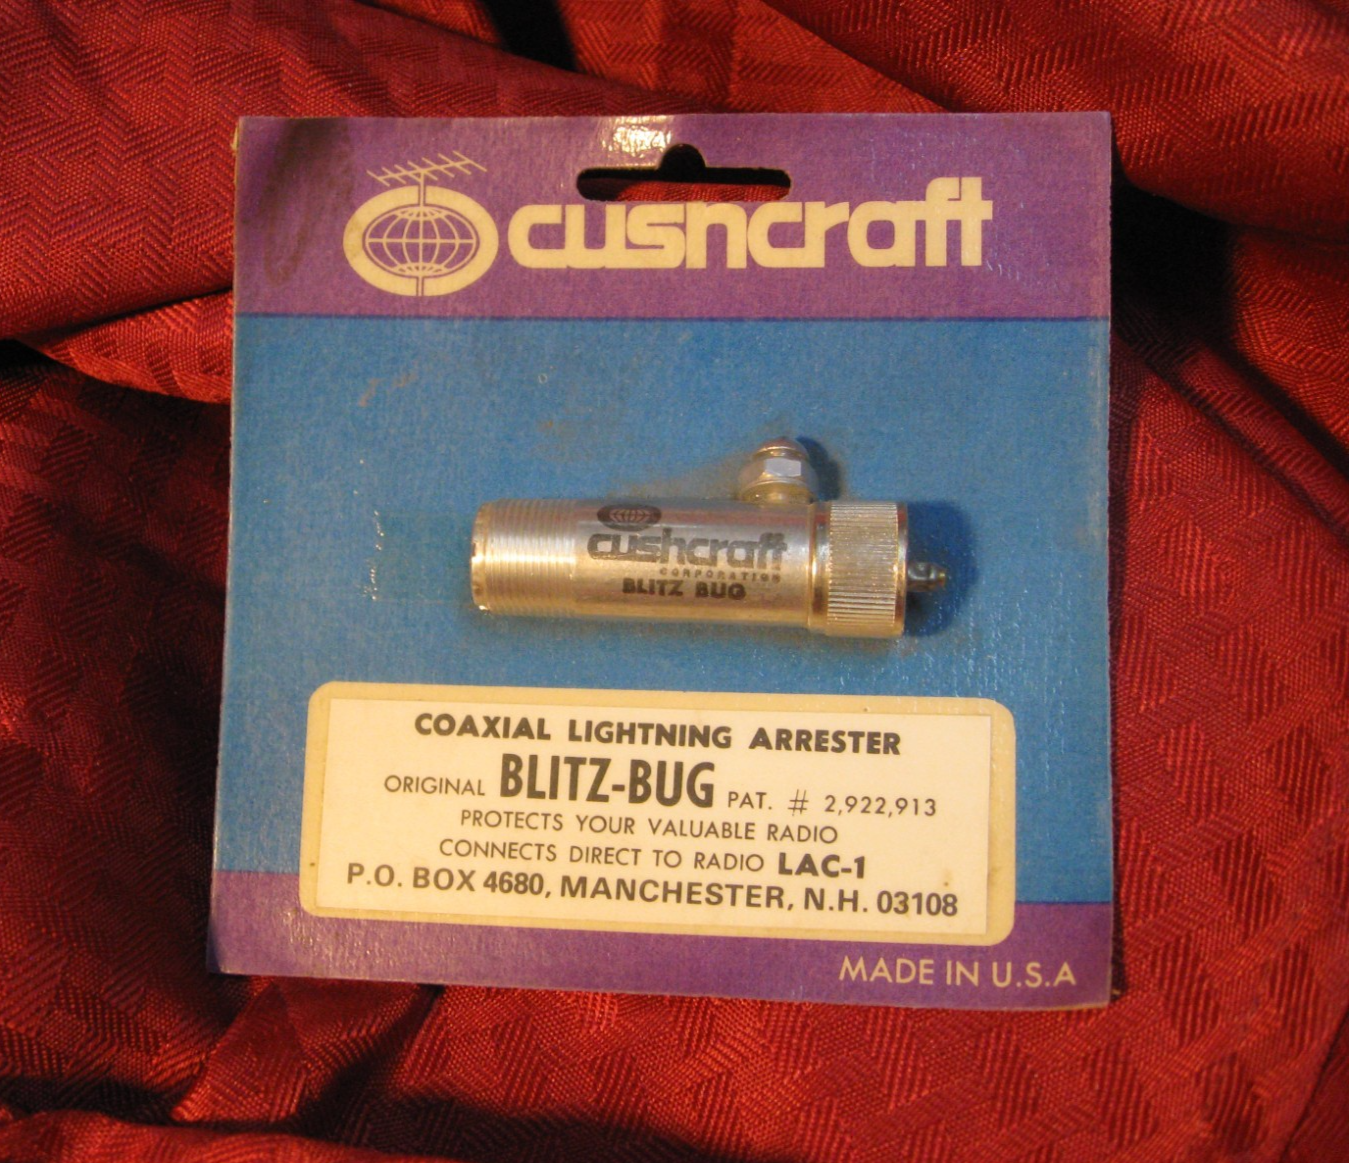 cushcraft
cushcraft
CORPORATION
BLITZ BUG
COAXIAL LIGHTNING ARRESTER
ORIGINAL BLITZ-BUG PAT. # 2,922,913
PROTECTS YOUR VALUABLE RADIO
CONNECTS DIRECT TO RADIO LAC-1
P.O. BOX 4680, MANCHESTER, N.H. 03108
MADE IN U.S.A